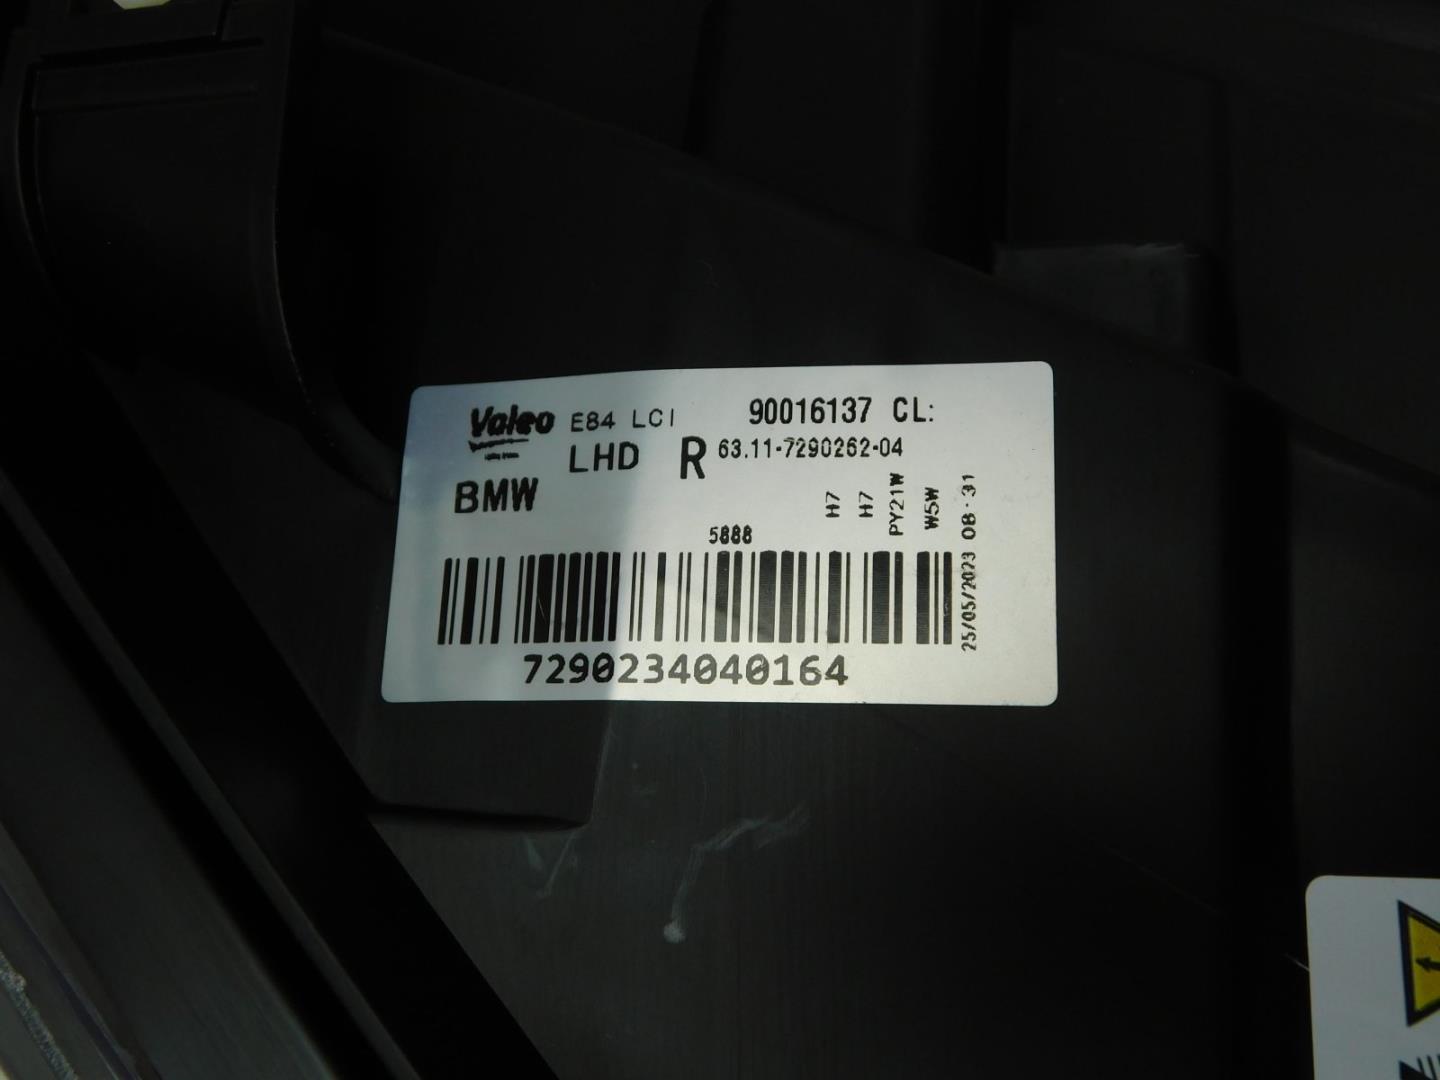 Valeo E84 LCI 90016137 CL:
LHD R 63.11-7290262-04
BMW
H7
H7
PY21W
W5W
25/05/2023 08:31
5888
7290234040164